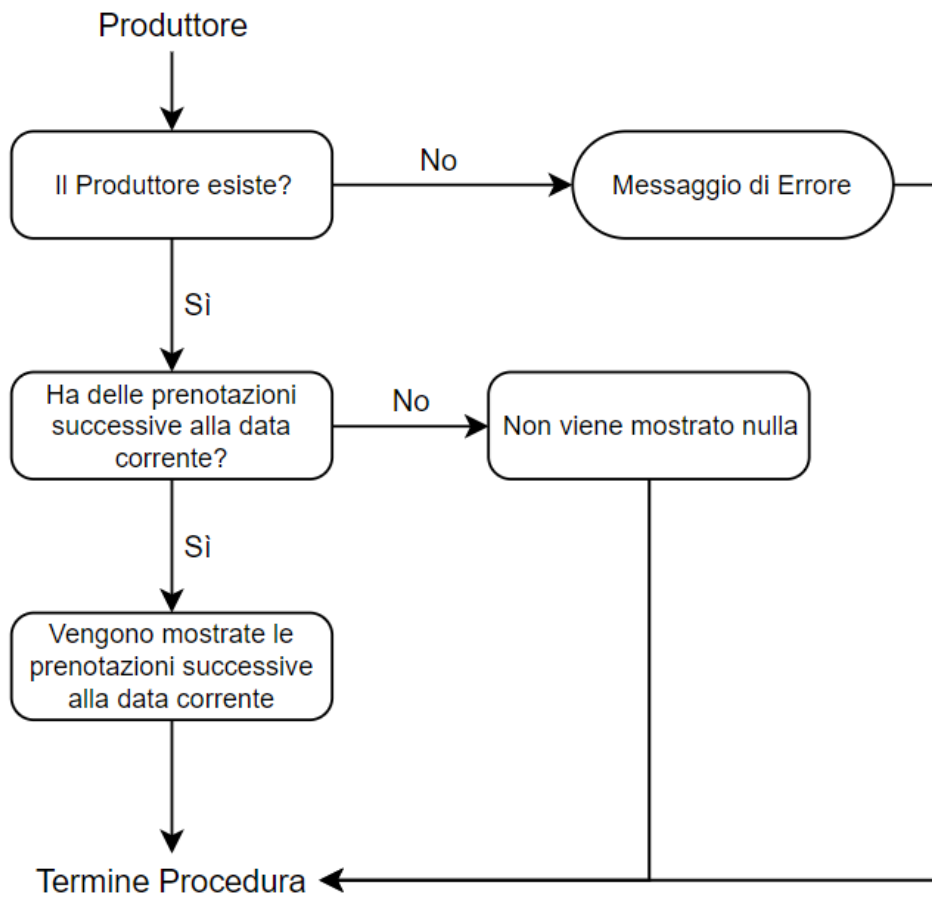 Produttore
Il Produttore esiste?
No
Messaggio di Errore
Sì
Ha delle prenotazioni
successive alla data
corrente?
No
Non viene mostrato nulla
Sì
Vengono mostrate le
prenotazioni successive
alla data corrente
Termine Procedura